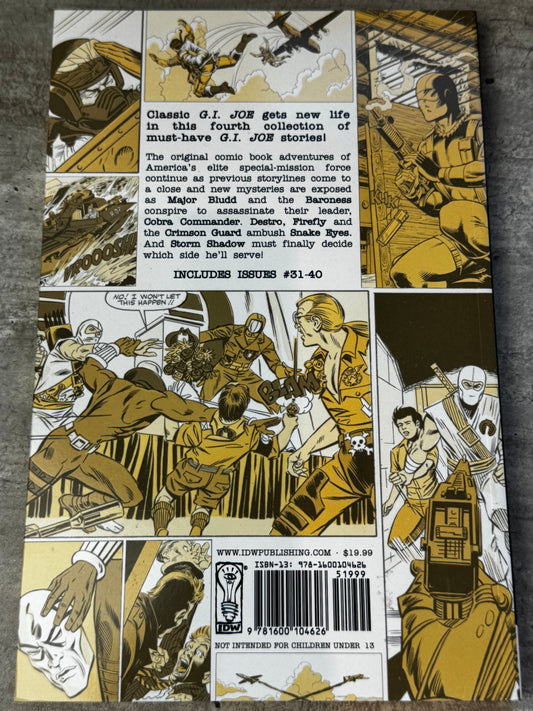 Classic G.I. JOE gets new life
in this fourth collection of
must-have G.I. JOE stories!
The original comic book adventures of
America's elite special-mission force
continue as previous storylines come to
a close and new mysteries are exposed
as Major Bludd and the Baroness
conspire to assassinate their leader,
Cobra Commander. Destro, Firefly and
the Crimson Guard ambush Snake Eyes.
And Storm Shadow must finally decide
which side he'll serve!
INCLUDES ISSUES #31-40
VROOOSH
NO! I WON'T LET
THIS HAPPEN!!
BLAM
WWW.IDWPUBLISHING.COM · $19.99
ISBN-13: 978-1600104626
51999
IDW
9 781600 104626
NOT INTENDED FOR CHILDREN UNDER 13